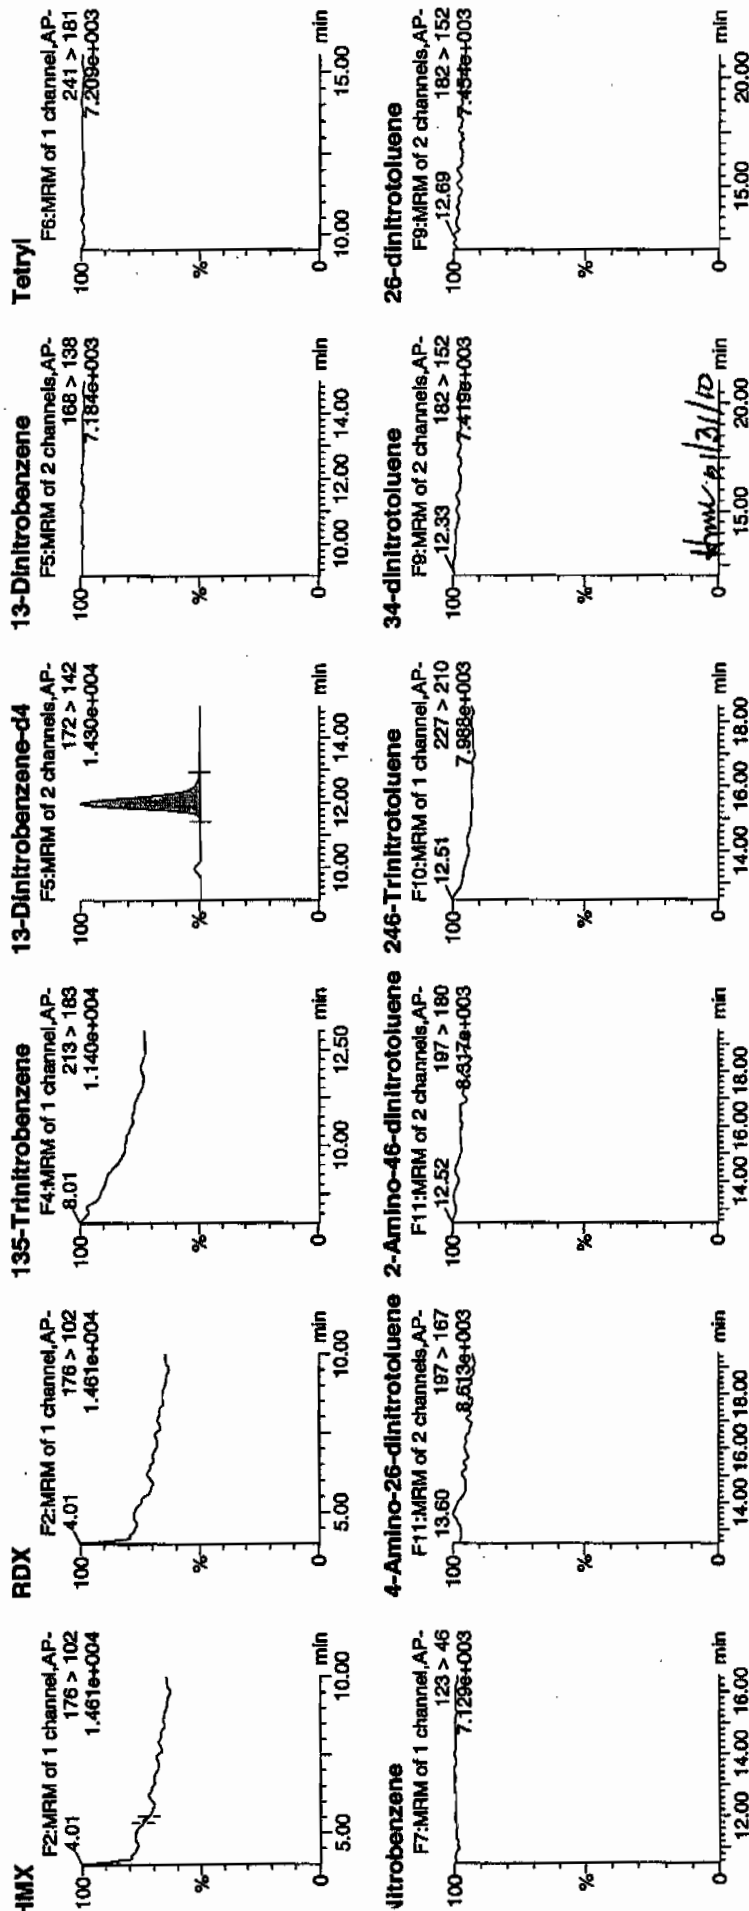 HMX
F2:MRM of 1 channel,AP-
176 > 102
1.461e+004
4.01
100
%
0
5.00
10.00
min
RDX
F2:MRM of 1 channel,AP-
176 > 102
1.461e+004
4.01
100
%
0
5.00
10.00
min
135-Trinitrobenzene
F4:MRM of 1 channel,AP-
213 > 183
1.140e+004
8.01
100
%
0
10.00
12.50
min
13-Dinitrobenzene-d4
F5:MRM of 2 channels,AP-
172 > 142
1.430e+004
100
%
0
10.00
12.00
14.00
min
13-Dinitrobenzene
F5:MRM of 2 channels,AP-
168 > 138
7.184e+003
100
%
0
10.00
12.00
14.00
min
Tetryl
F6:MRM of 1 channel,AP-
241 > 181
7.209e+003
100
%
0
10.00
15.00
min
Nitrobenzene
F7:MRM of 1 channel,AP-
123 > 46
7.129e+003
100
%
0
12.00
14.00
16.00
min
4-Amino-26-dinitrotoluene
F11:MRM of 2 channels,AP-
13.60
197 > 167
8.613e+003
100
%
0
14.00
16.00
18.00
min
2-Amino-46-dinitrotoluene
F11:MRM of 2 channels,AP-
12.52
197 > 180
8.317e+003
100
%
0
14.00
16.00
18.00
min
246-Trinitrotoluene
F10:MRM of 1 channel,AP-
12.51
227 > 210
7.988e+003
100
%
0
14.00
16.00
18.00
min
34-dinitrotoluene
F9:MRM of 2 channels,AP-
12.33
182 > 152
7.419e+003
100
%
0
15.00
20.00
min
26-dinitrotoluene
F9:MRM of 2 channels,AP-
12.69
182 > 152
7.454e+003
100
%
0
15.00
20.00
min